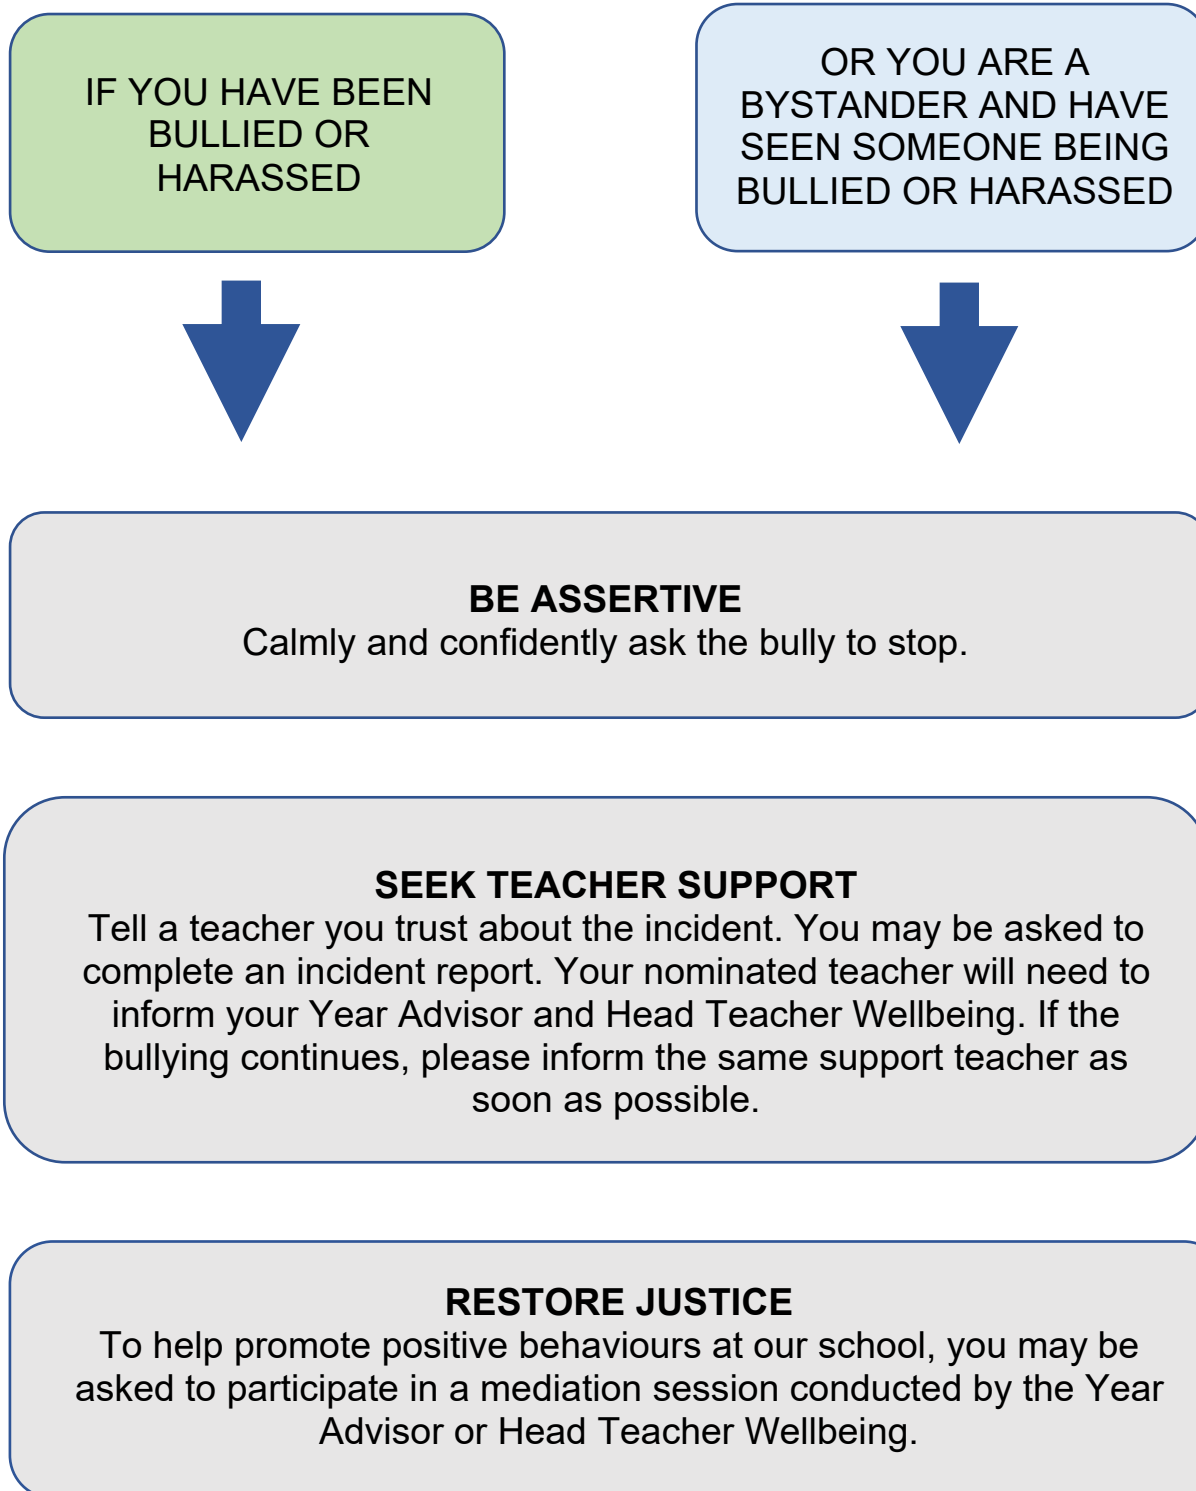 IF YOU HAVE BEEN
BULLIED OR
HARASSED
OR YOU ARE A
BYSTANDER AND HAVE
SEEN SOMEONE BEING
BULLIED OR HARASSED
BE ASSERTIVE
Calmly and confidently ask the bully to stop.
SEEK TEACHER SUPPORT
Tell a teacher you trust about the incident. You may be asked to
complete an incident report. Your nominated teacher will need to
inform your Year Advisor and Head Teacher Wellbeing. If the
bullying continues, please inform the same support teacher as
soon as possible.
RESTORE JUSTICE
To help promote positive behaviours at our school, you may be
asked to participate in a mediation session conducted by the Year
Advisor or Head Teacher Wellbeing.